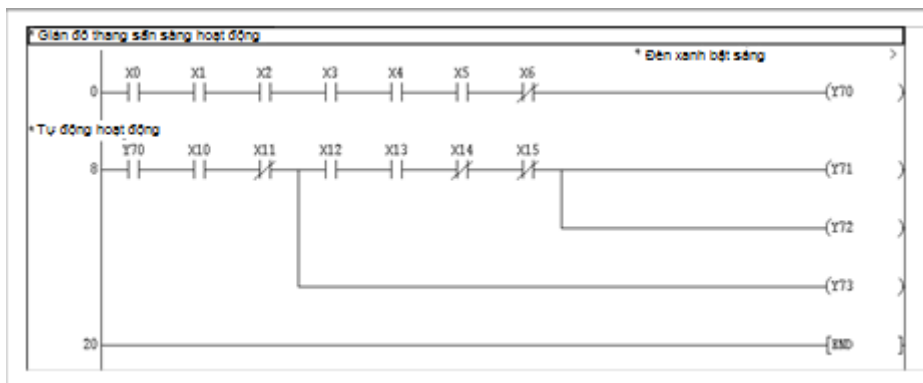 * Giản đồ thang sẵn sàng hoạt động
* Đèn xanh bật sáng >
X0 X1 X2 X3 X4 X5 X6
0 (Y70 )
* Tự động hoạt động
Y70 X10 X11 X12 X13 X14 X15
8 (Y71 )
(Y72 )
(Y73 )
20 [END ]